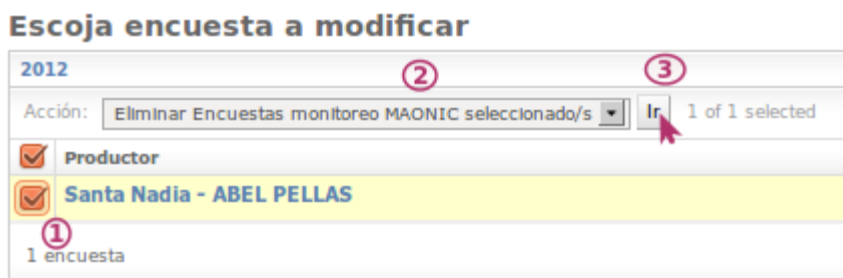 Escoja encuesta a modificar
2012
② ③
Acción: Eliminar Encuestas monitoreo MAONIC seleccionado/s Ir 1 of 1 selected
Productor
Santa Nadia - ABEL PELLAS
①
1 encuesta